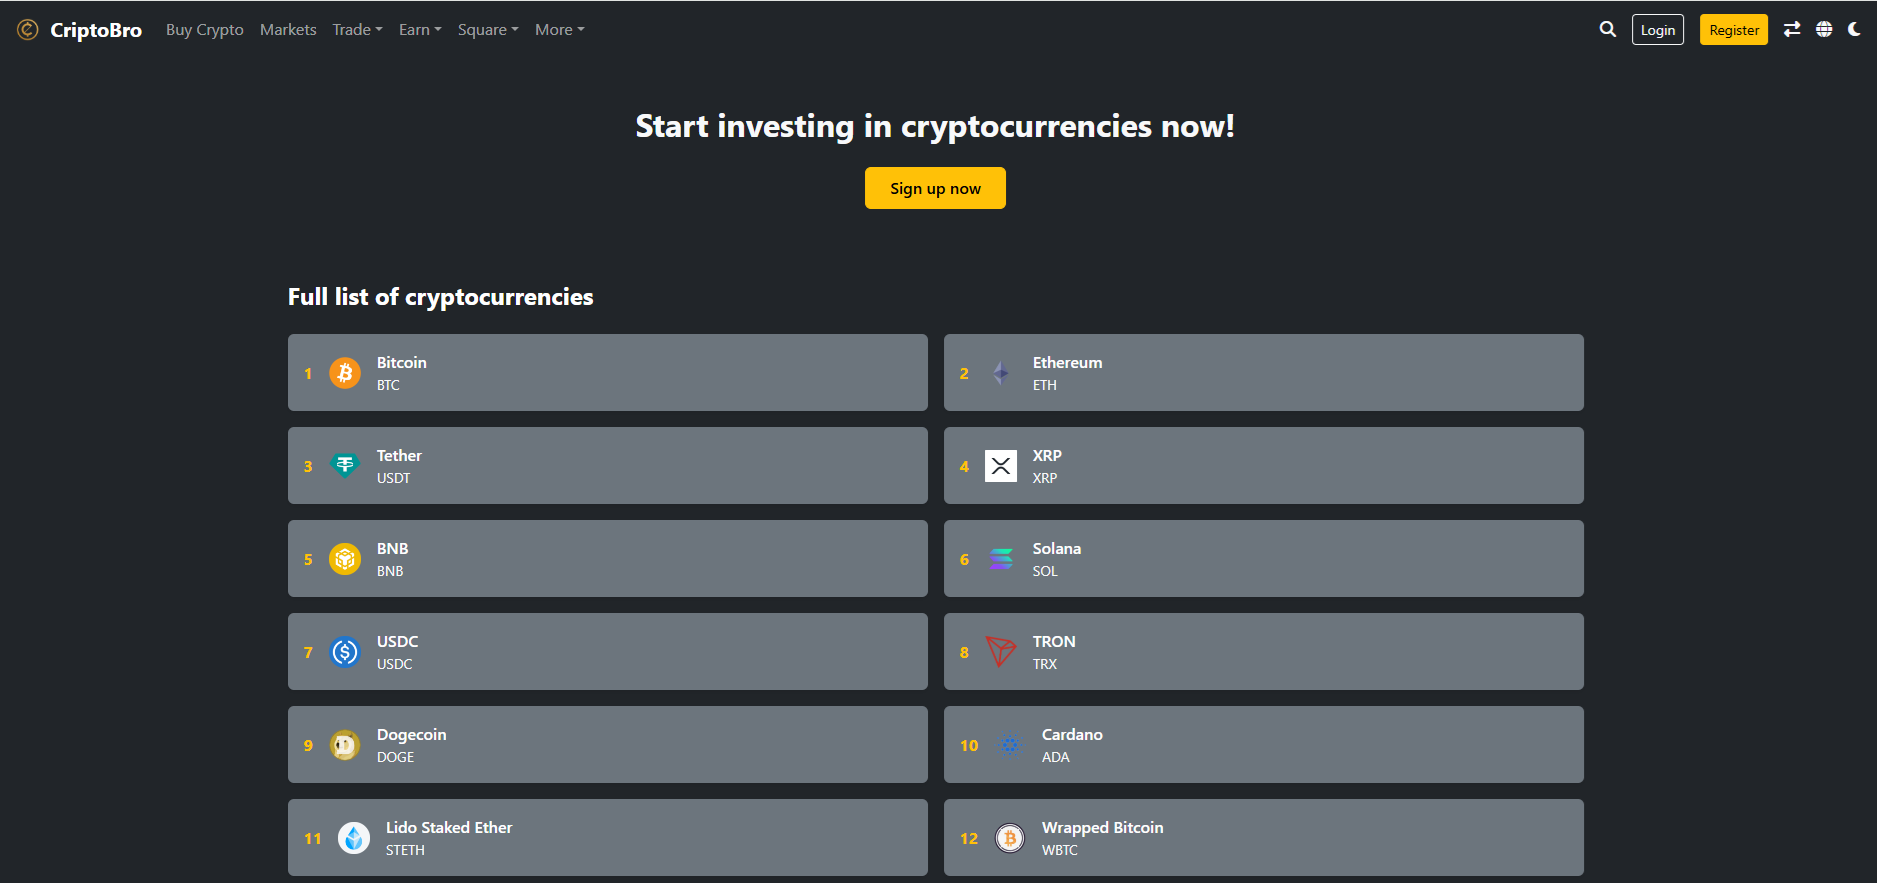 CriptoBro Buy Crypto Markets Trade Earn Square More Login Register
Start investing in cryptocurrencies now!
Sign up now
Full list of cryptocurrencies
1 Bitcoin
BTC
2 Ethereum
ETH
3 Tether
USDT
4 XRP
XRP
5 BNB
BNB
6 Solana
SOL
7 USDC
USDC
8 TRON
TRX
9 Dogecoin
DOGE
10 Cardano
ADA
11 Lido Staked Ether
STETH
12 Wrapped Bitcoin
WBTC